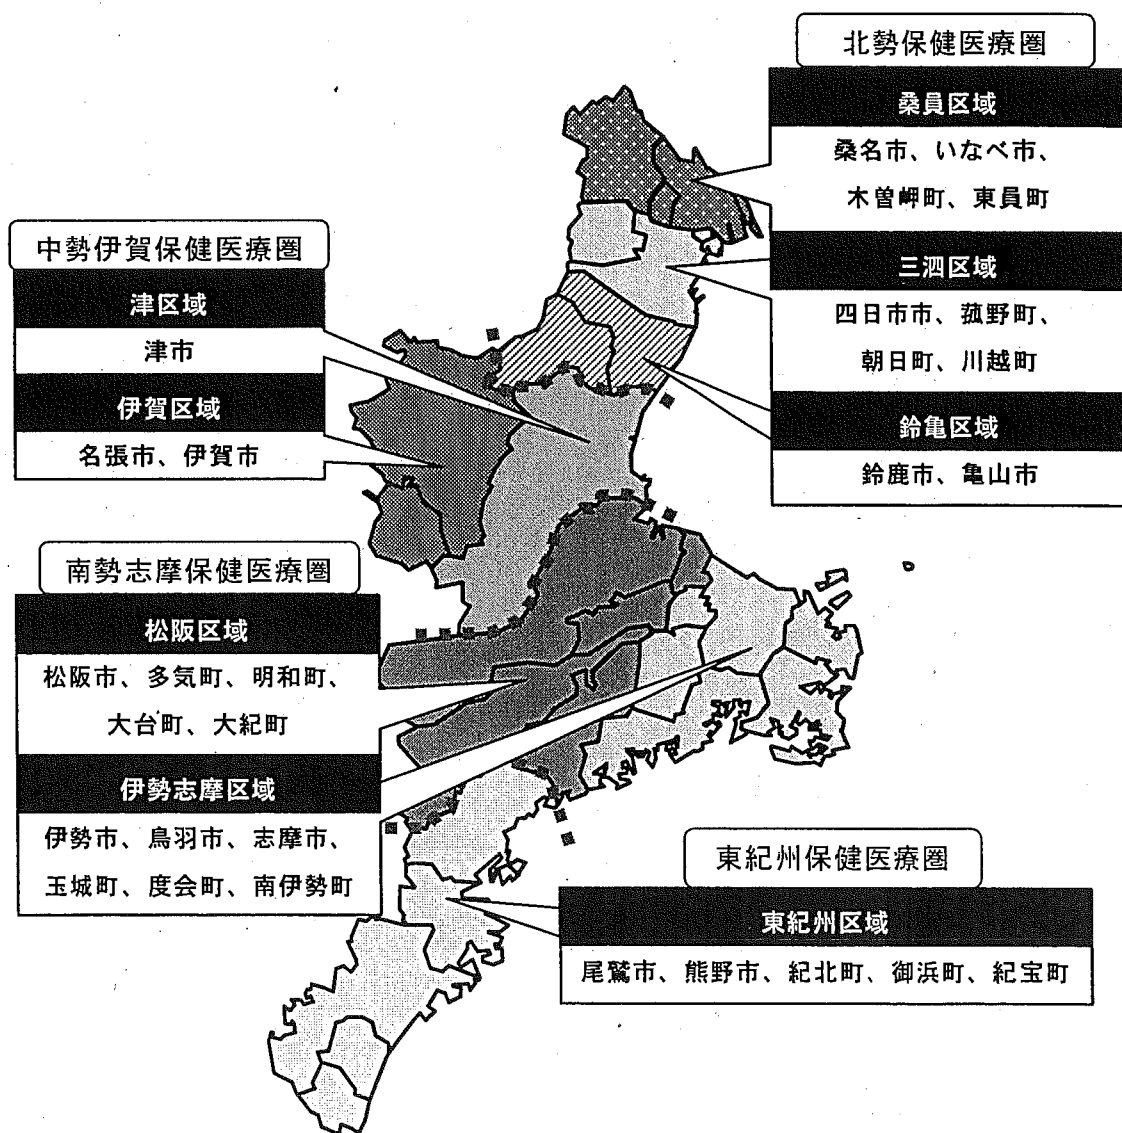 北勢保健医療圏
桑員区域
桑名市、いなべ市、
木曽岬町、東員町
三泗区域
四日市市、菰野町、
朝日町、川越町
鈴亀区域
鈴鹿市、亀山市
中勢伊賀保健医療圏
津区域
津市
伊賀区域
名張市、伊賀市
南勢志摩保健医療圏
松阪区域
松阪市、多気町、明和町、
大台町、大紀町
伊勢志摩区域
伊勢市、鳥羽市、志摩市、
玉城町、度会町、南伊勢町
東紀州保健医療圏
東紀州区域
尾鷲市、熊野市、紀北町、御浜町、紀宝町